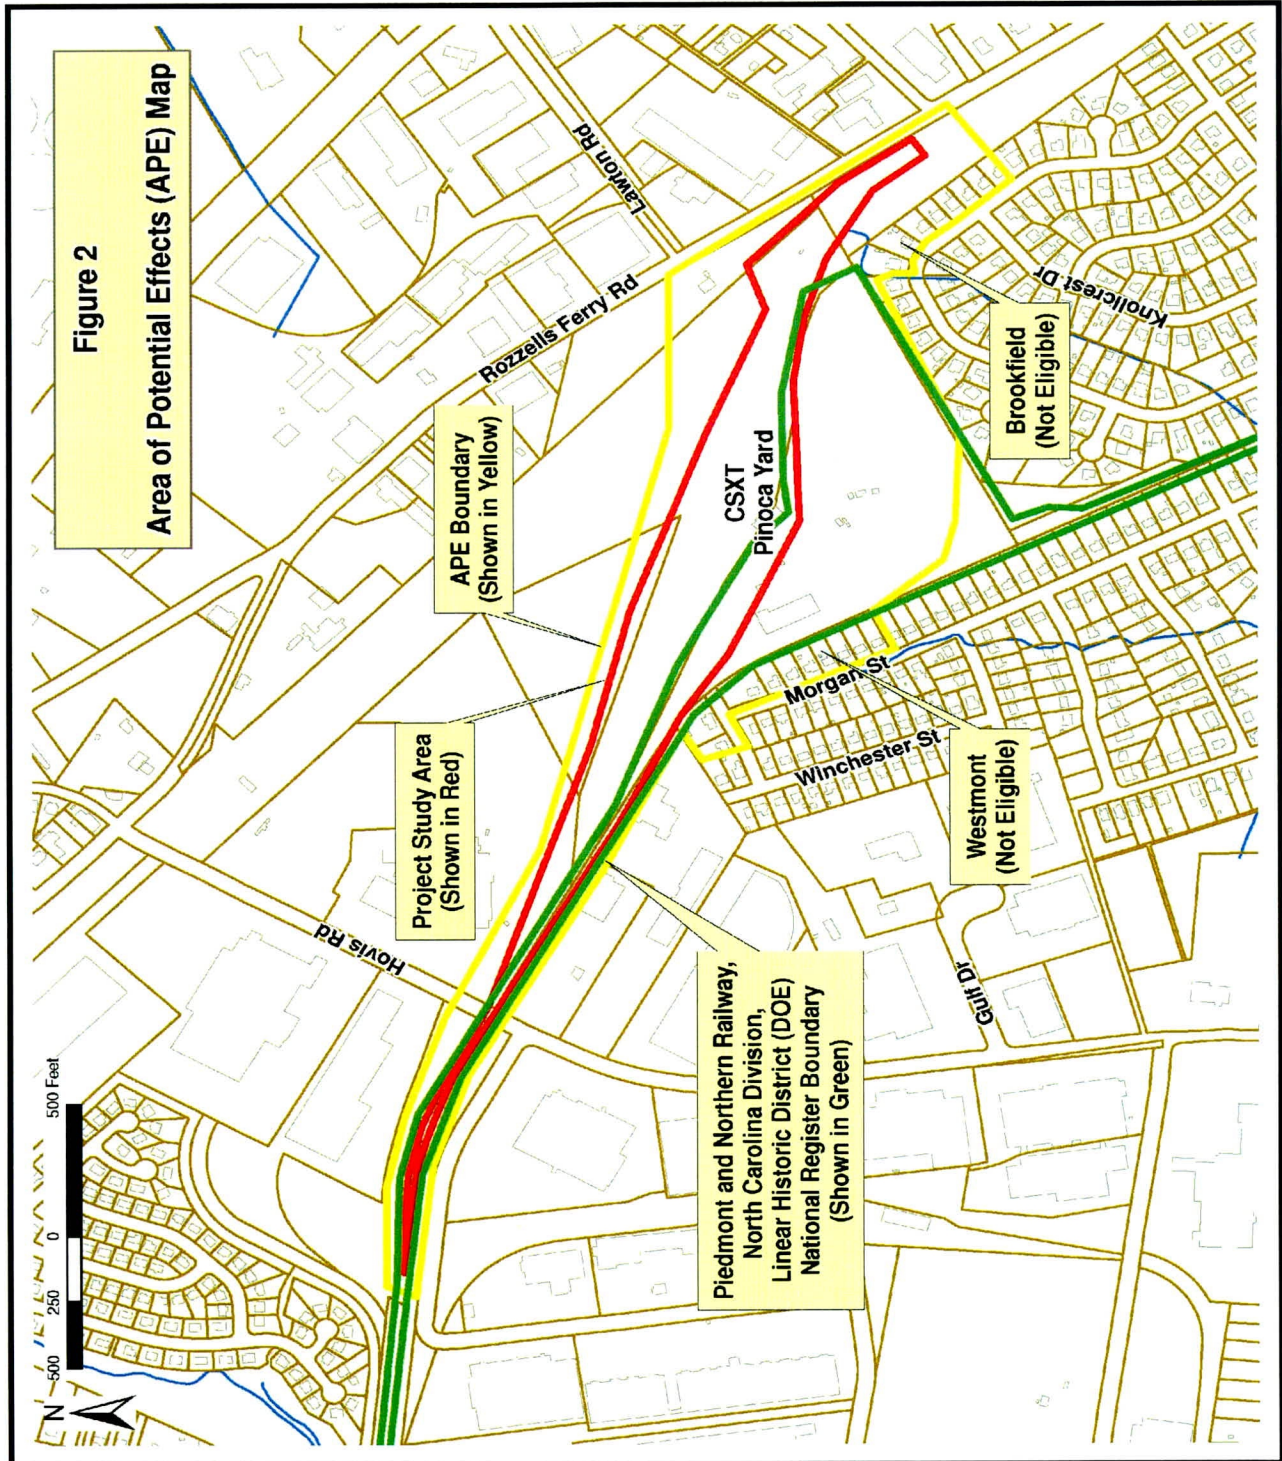 Figure 2
Area of Potential Effects (APE) Map
N
500
250
0
500 Feet
APE Boundary
(Shown in Yellow)
Project Study Area
(Shown in Red)
Hovis Rd
Rozzells Ferry Rd
Lawton Rd
CSXT
Pinoca Yard
Piedmont and Northern Railway,
North Carolina Division,
Linear Historic District (DOE)
National Register Boundary
(Shown in Green)
Morgan St
Winchester St
Gulf Dr
Westmont
(Not Eligible)
Brookfield
(Not Eligible)
Knollcrest Dr